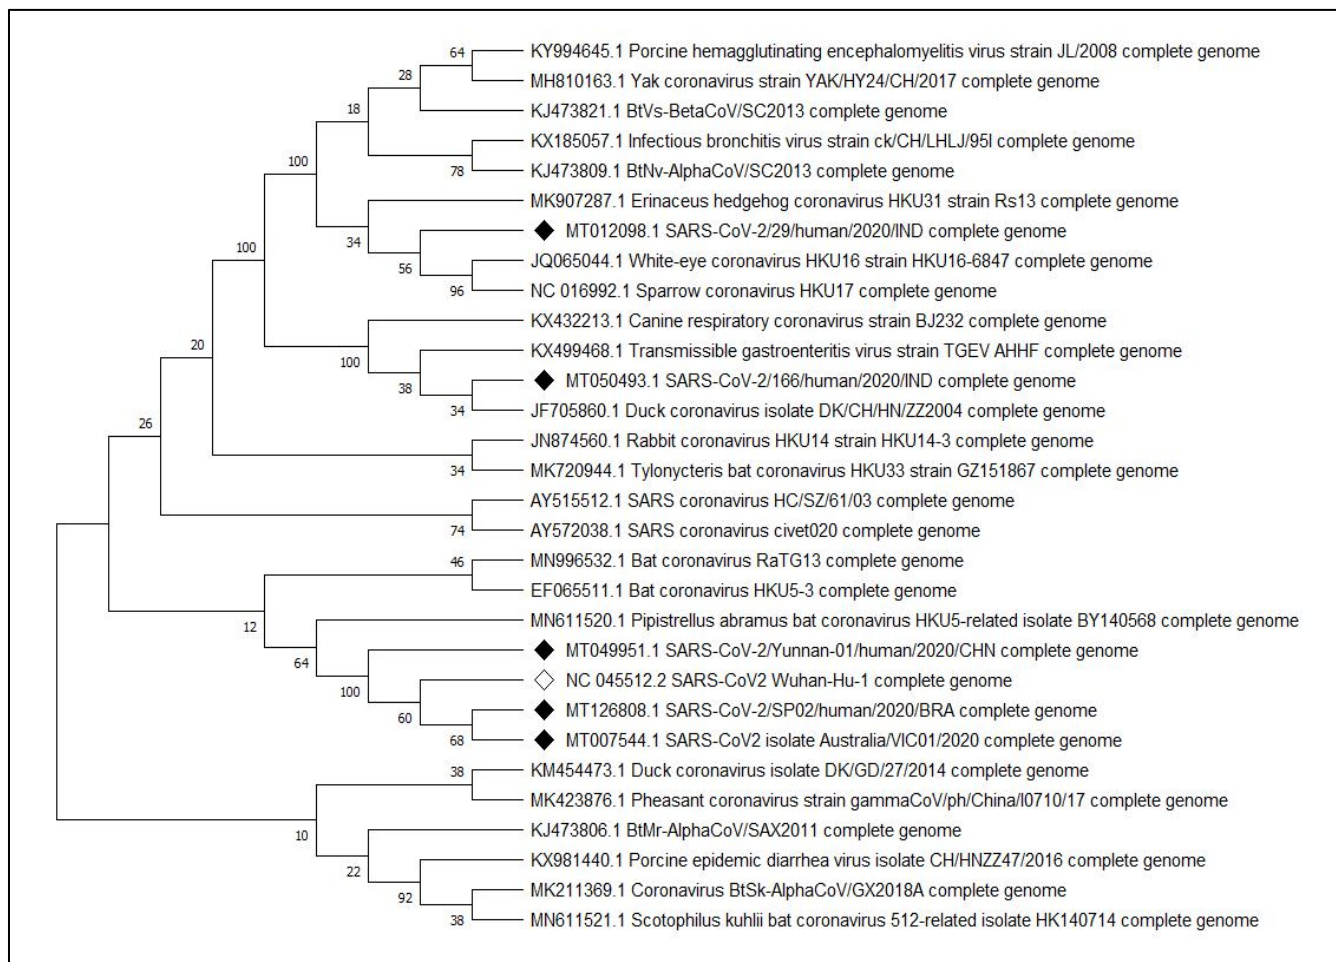 KY994645.1 Porcine hemagglutinating encephalomyelitis virus strain JL/2008 complete genome
64
MH810163.1 Yak coronavirus strain YAK/HY24/CH/2017 complete genome
28
KJ473821.1 BtVs-BetaCoV/SC2013 complete genome
18
KX185057.1 Infectious bronchitis virus strain ck/CH/LHLJ/95I complete genome
100
KJ473809.1 BtNv-AlphaCoV/SC2013 complete genome
78
MK907287.1 Erinaceus hedgehog coronavirus HKU31 strain Rs13 complete genome
MT012098.1 SARS-CoV-2/29/human/2020/IND complete genome
34
100
JQ065044.1 White-eye coronavirus HKU16 strain HKU16-6847 complete genome
56
NC 016992.1 Sparrow coronavirus HKU17 complete genome
96
KX432213.1 Canine respiratory coronavirus strain BJ232 complete genome
20
KX499468.1 Transmissible gastroenteritis virus strain TGEV AHHF complete genome
100
MT050493.1 SARS-CoV-2/166/human/2020/IND complete genome
38
JF705860.1 Duck coronavirus isolate DK/CH/HN/ZZ2004 complete genome
34
26
JN874560.1 Rabbit coronavirus HKU14 strain HKU14-3 complete genome
MK720944.1 Tylonycteris bat coronavirus HKU33 strain GZ151867 complete genome
34
AY515512.1 SARS coronavirus HC/SZ/61/03 complete genome
AY572038.1 SARS coronavirus civet020 complete genome
74
MN996532.1 Bat coronavirus RaTG13 complete genome
46
EF065511.1 Bat coronavirus HKU5-3 complete genome
MN611520.1 Pipistrellus abramus bat coronavirus HKU5-related isolate BY140568 complete genome
12
MT049951.1 SARS-CoV-2/Yunnan-01/human/2020/CHN complete genome
64
NC 045512.2 SARS-CoV2 Wuhan-Hu-1 complete genome
100
MT126808.1 SARS-CoV-2/SP02/human/2020/BRA complete genome
60
MT007544.1 SARS-CoV2 isolate Australia/VIC01/2020 complete genome
68
KM454473.1 Duck coronavirus isolate DK/GD/27/2014 complete genome
38
MK423876.1 Pheasant coronavirus strain gammaCoV/ph/China/I0710/17 complete genome
10
KJ473806.1 BtMr-AlphaCoV/SAX2011 complete genome
KX981440.1 Porcine epidemic diarrhea virus isolate CH/HNZZ47/2016 complete genome
22
MK211369.1 Coronavirus BtSk-AlphaCoV/GX2018A complete genome
92
MN611521.1 Scotophilus kuhlii bat coronavirus 512-related isolate HK140714 complete genome
38